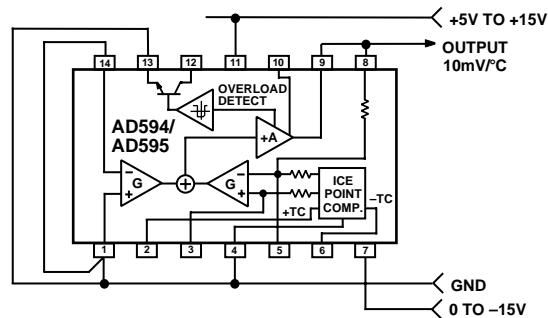 +5V TO +15V
OUTPUT
10mV/°C
14 13 12 11 10 9 8
OVERLOAD
DETECT
AD594/
AD595
+A
– G +
G – +
ICE
POINT
COMP.
+TC
–TC
1 2 3 4 5 6 7
GND
0 TO –15V